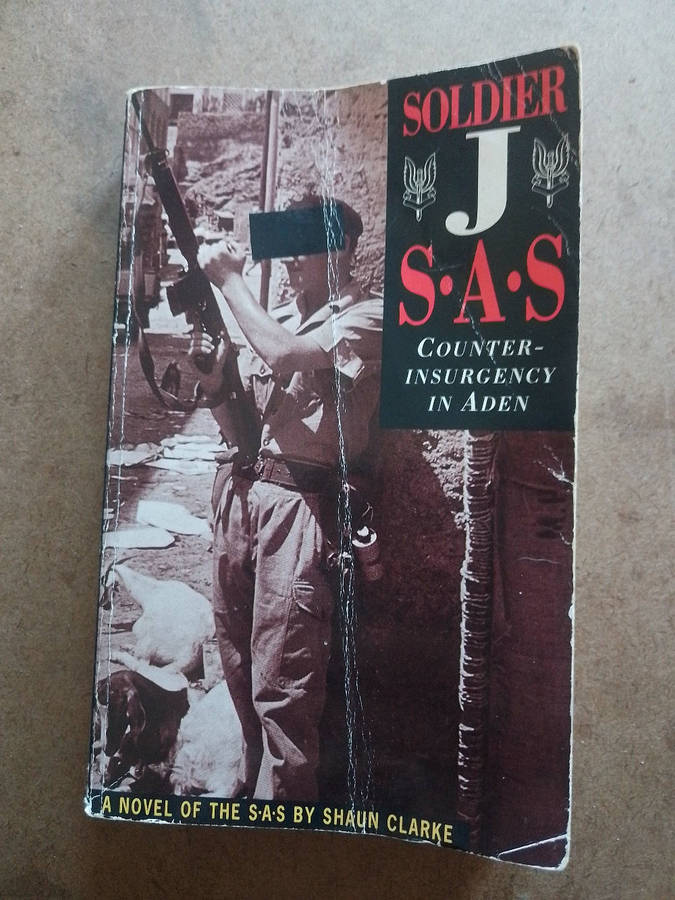 SOLDIER
J
S·A·S
COUNTER-
INSURGENCY
IN ADEN
A NOVEL OF THE S·A·S BY SHAUN CLARKE